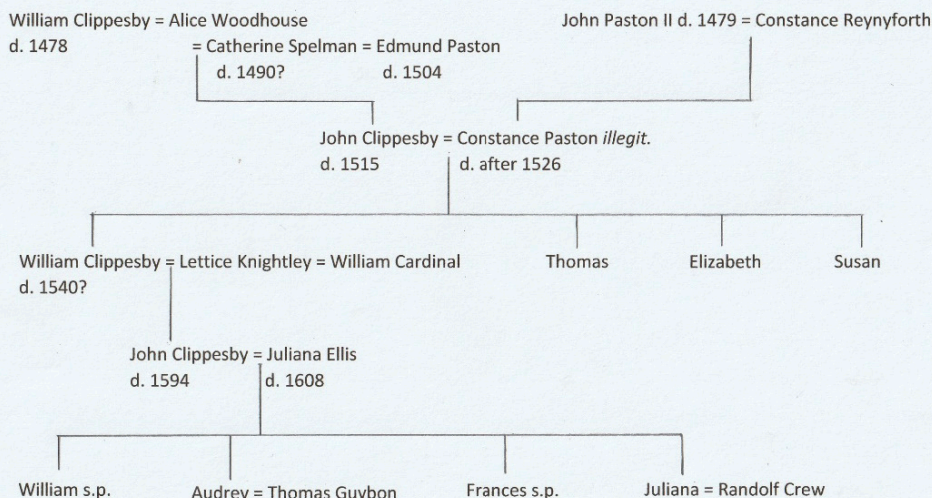 William Clippesby = Alice Woodhouse John Paston II d. 1479 = Constance Reynyforth
d. 1478 = Catherine Spelman = Edmund Paston
d. 1490? d. 1504
John Clippesby = Constance Paston illegit.
d. 1515 d. after 1526
William Clippesby = Lettice Knightley = William Cardinal Thomas Elizabeth Susan
d. 1540?
John Clippesby = Juliana Ellis
d. 1594 d. 1608
William s.p. Audrey = Thomas Guybon Frances s.p. Juliana = Randolf Crew